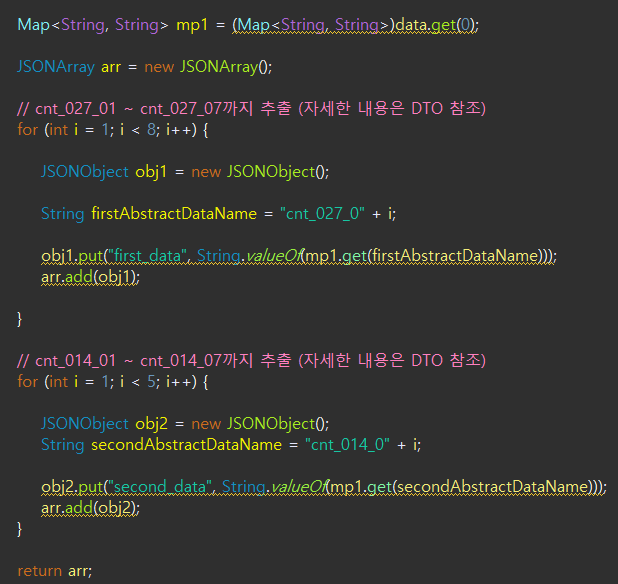 Map<String, String> mp1 = (Map<String, String>)data.get(0);
JSONArray arr = new JSONArray();
// cnt_027_01 ~ cnt_027_07까지 추출 (자세한 내용은 DTO 참조)
for (int i = 1; i < 8; i++) {
JSONObject obj1 = new JSONObject();
String firstAbstractDataName = "cnt_027_0" + i;
obj1.put("first_data", String.valueOf(mp1.get(firstAbstractDataName)));
arr.add(obj1);
}
// cnt_014_01 ~ cnt_014_07까지 추출 (자세한 내용은 DTO 참조)
for (int i = 1; i < 5; i++) {
JSONObject obj2 = new JSONObject();
String secondAbstractDataName = "cnt_014_0" + i;
obj2.put("second_data", String.valueOf(mp1.get(secondAbstractDataName)));
arr.add(obj2);
}
return arr;